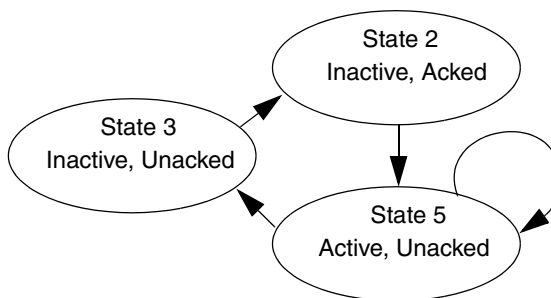 State 2
Inactive, Acked
State 3
Inactive, Unacked
State 5
Active, Unacked